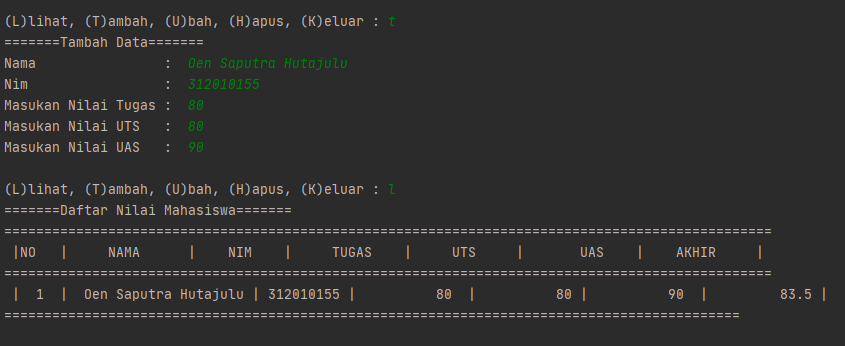 (L)lihat, (T)ambah, (U)bah, (H)apus, (K)eluar : t
=======Tambah Data=======
Nama                :  Oen Saputra Hutajulu
Nim                 :  312010155
Masukan Nilai Tugas :  80
Masukan Nilai UTS   :  80
Masukan Nilai UAS   :  90
(L)lihat, (T)ambah, (U)bah, (H)apus, (K)eluar : l
=======Daftar Nilai Mahasiswa=======
================================================================================================
 |NO   |     NAMA      |    NIM    |     TUGAS    |     UTS     |       UAS    |    AKHIR     |
================================================================================================
 |  1  |  Oen Saputra Hutajulu | 312010155 |          80  |          80 |          90  |         83.5 |
============================================================================================